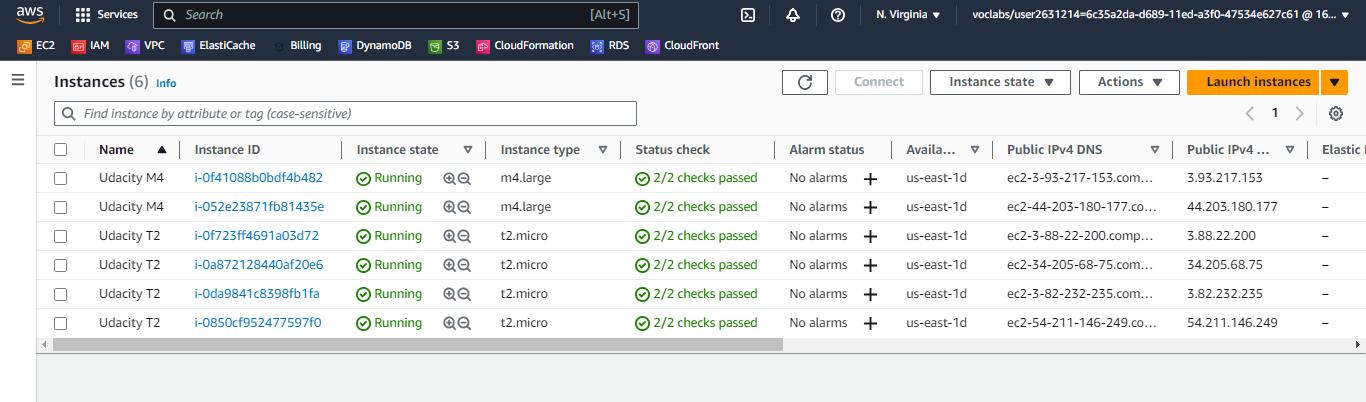 aws Services Search [Alt+S] N. Virginia voclabs/user2631214=6c35a2da-d689-11ed-a3f0-47534e627c61 @ 16...
EC2 IAM VPC ElastiCache Billing DynamoDB S3 CloudFormation RDS CloudFront
Instances (6) Info Connect Instance state Actions Launch instances
Find instance by attribute or tag (case-sensitive) 1
Name Instance ID Instance state Instance type Status check Alarm status Availa... Public IPv4 DNS Public IPv4 ... Elastic
Udacity M4 i-0f41088b0bdf4b482 Running m4.large 2/2 checks passed No alarms + us-east-1d ec2-3-93-217-153.com... 3.93.217.153 –
Udacity M4 i-052e23871fb81435e Running m4.large 2/2 checks passed No alarms + us-east-1d ec2-44-203-180-177.co... 44.203.180.177 –
Udacity T2 i-0f723ff4691a03d72 Running t2.micro 2/2 checks passed No alarms + us-east-1d ec2-3-88-22-200.comp... 3.88.22.200 –
Udacity T2 i-0a872128440af20e6 Running t2.micro 2/2 checks passed No alarms + us-east-1d ec2-34-205-68-75.com... 34.205.68.75 –
Udacity T2 i-0da9841c8398fb1fa Running t2.micro 2/2 checks passed No alarms + us-east-1d ec2-3-82-232-235.com... 3.82.232.235 –
Udacity T2 i-0850cf952477597f0 Running t2.micro 2/2 checks passed No alarms + us-east-1d ec2-54-211-146-249.co... 54.211.146.249 –